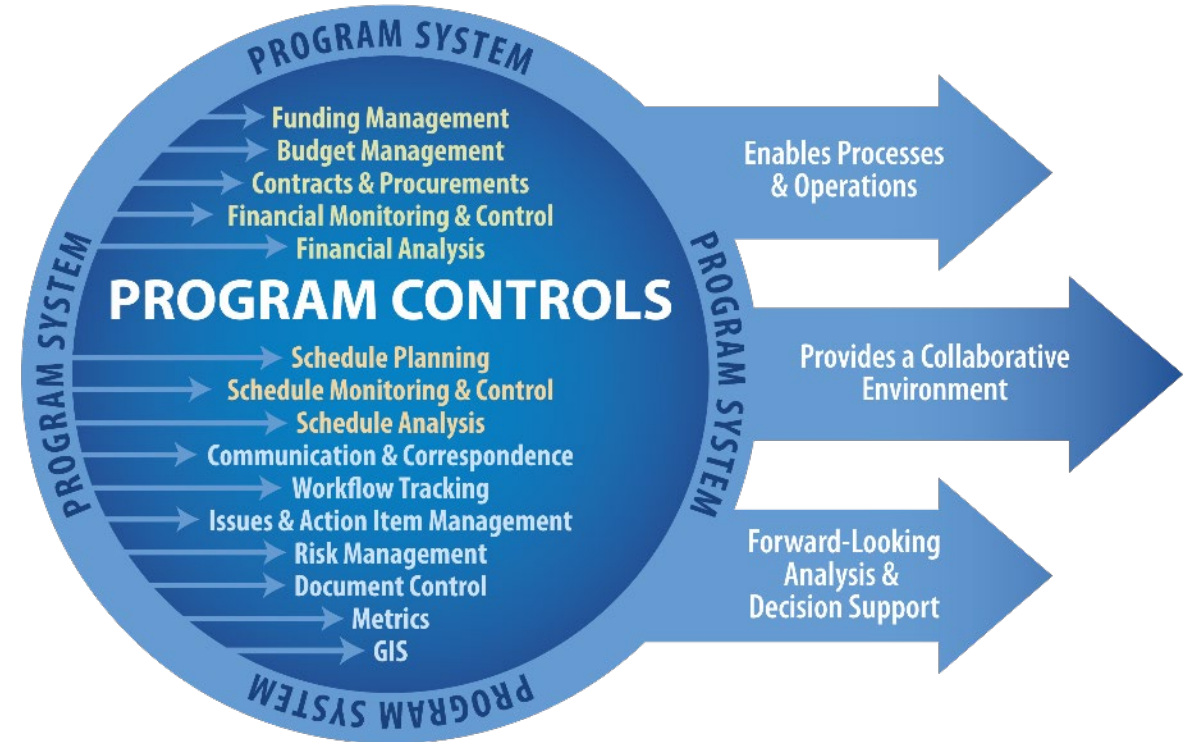 PROGRAM SYSTEM
Funding Management
Budget Management
Contracts & Procurements
Financial Monitoring & Control
Financial Analysis
PROGRAM CONTROLS
Schedule Planning
Schedule Monitoring & Control
Schedule Analysis
Communication & Correspondence
Workflow Tracking
Issues & Action Item Management
Risk Management
Document Control
Metrics
GIS
PROGRAM SYSTEM
PROGRAM SYSTEM
PROGRAM SYSTEM
Enables Processes
& Operations
Provides a Collaborative
Environment
Forward-Looking
Analysis &
Decision Support